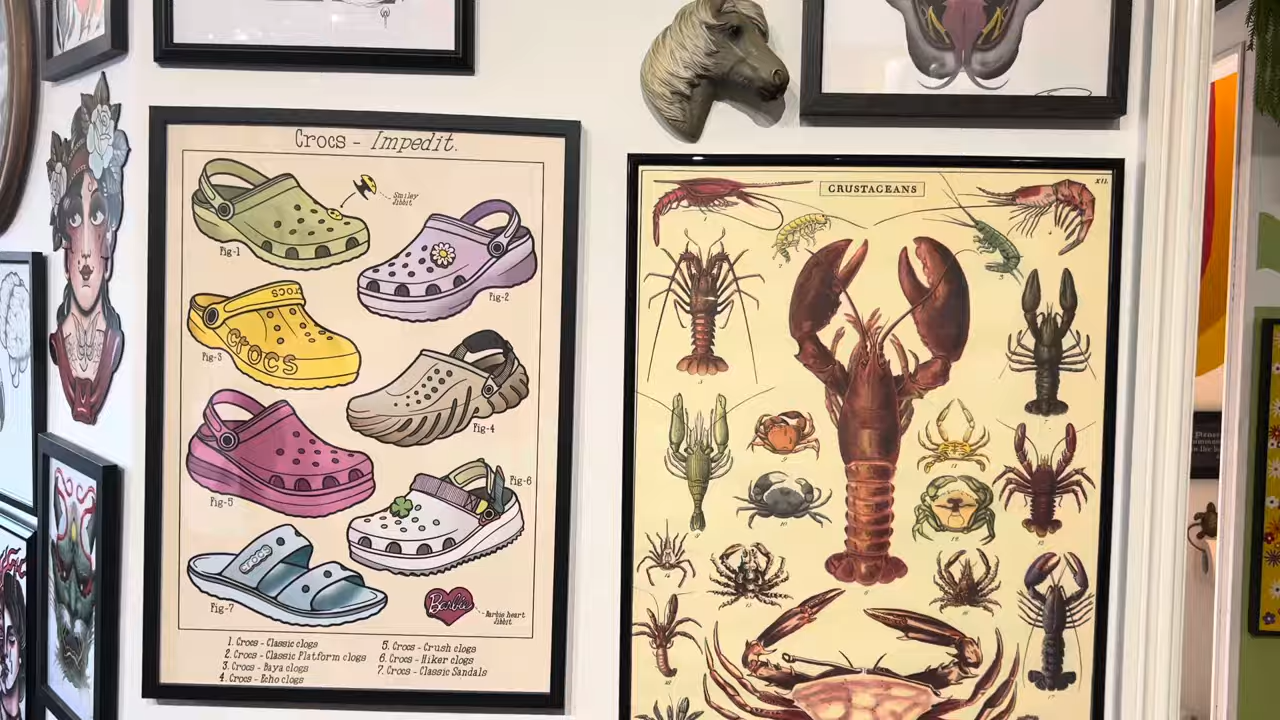 Crocs - Impedit.
Smiley
Jibbit
Fig-1
Fig-2
CROCS
Fig-3
CROCS
Fig-4
Fig-5
Fig-6
CROCS
Fig-7
Barbie
Barbie heart
Jibbit
1. Crocs - Classic clogs
2. Crocs - Classic Platform clogs
3. Crocs - Baya clogs
4. Crocs - Echo clogs
5. Crocs - Crush clogs
6. Crocs - Hiker clogs
7. Crocs - Classic Sandals
CRUSTACEANS
XII.